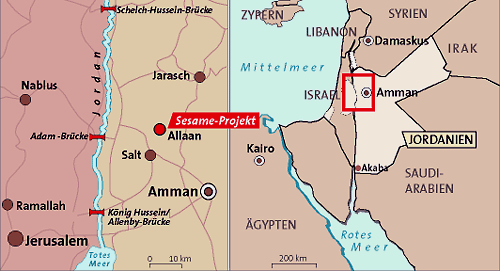 Scheich-Hussein-Brücke
Jordan
Nablus
Jarasch
Sesame-Projekt
Adam-Brücke
Allaan
Salt
Amman
Ramallah
König Hussein/
Allenby-Brücke
Jerusalem
Totes
Meer
0 10 km
ZYPERN
LIBANON
SYRIEN
Damaskus
IRAK
Mittelmeer
ISRAEL
Amman
JORDANIEN
Kairo
Akaba
SAUDI-
ARABIEN
ÄGYPTEN
Rotes
Meer
200 km